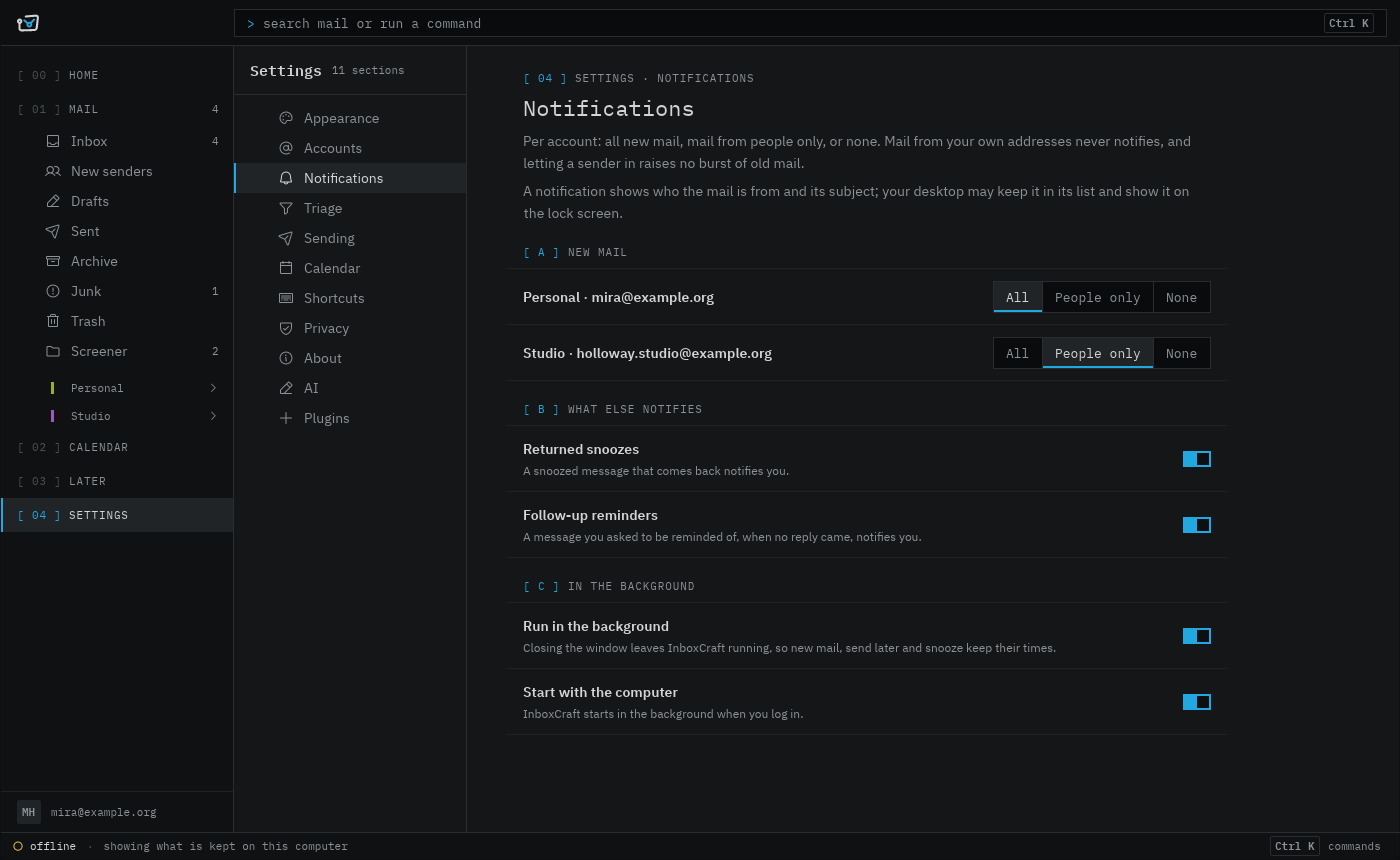 > search mail or run a command Ctrl K
[ 00 ] HOME
[ 01 ] MAIL 4
Inbox 4
New senders
Drafts
Sent
Archive
Junk 1
Trash
Screener 2
Personal
Studio
[ 02 ] CALENDAR
[ 03 ] LATER
[ 04 ] SETTINGS
MH mira@example.org
Settings 11 sections
Appearance
Accounts
Notifications
Triage
Sending
Calendar
Shortcuts
Privacy
About
AI
Plugins
[ 04 ] SETTINGS · NOTIFICATIONS
Notifications
Per account: all new mail, mail from people only, or none. Mail from your own addresses never notifies, and
letting a sender in raises no burst of old mail.
A notification shows who the mail is from and its subject; your desktop may keep it in its list and show it on
the lock screen.
[ A ] NEW MAIL
Personal · mira@example.org All People only None
Studio · holloway.studio@example.org All People only None
[ B ] WHAT ELSE NOTIFIES
Returned snoozes
A snoozed message that comes back notifies you.
Follow-up reminders
A message you asked to be reminded of, when no reply came, notifies you.
[ C ] IN THE BACKGROUND
Run in the background
Closing the window leaves InboxCraft running, so new mail, send later and snooze keep their times.
Start with the computer
InboxCraft starts in the background when you log in.
offline · showing what is kept on this computer Ctrl K commands